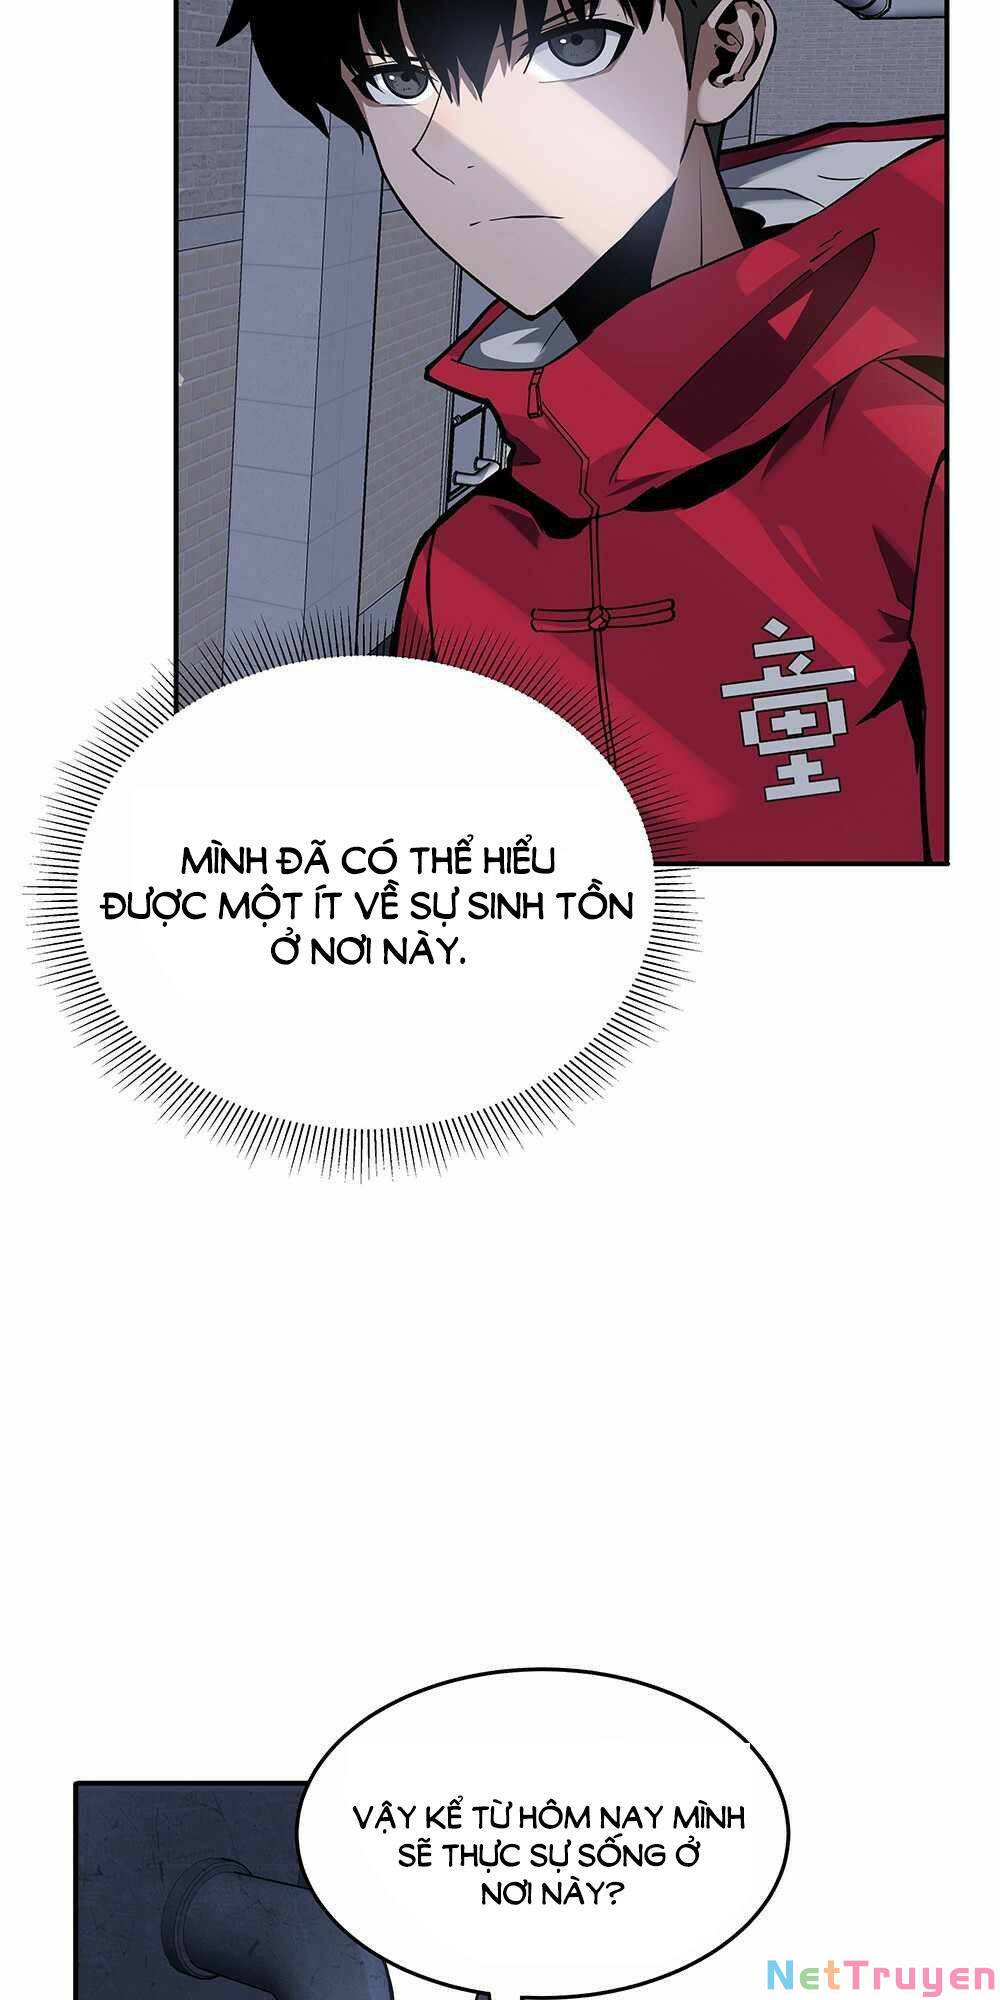 童
MÌNH ĐÃ CÓ THỂ HIỂU
ĐƯỢC MỘT ÍT VỀ SỰ SINH TỒN
Ở NƠI NÀY.
VẬY KỂ TỪ HÔM NAY MÌNH
SẼ THỰC SỰ SỐNG Ở
NƠI NÀY?
NetTruyen